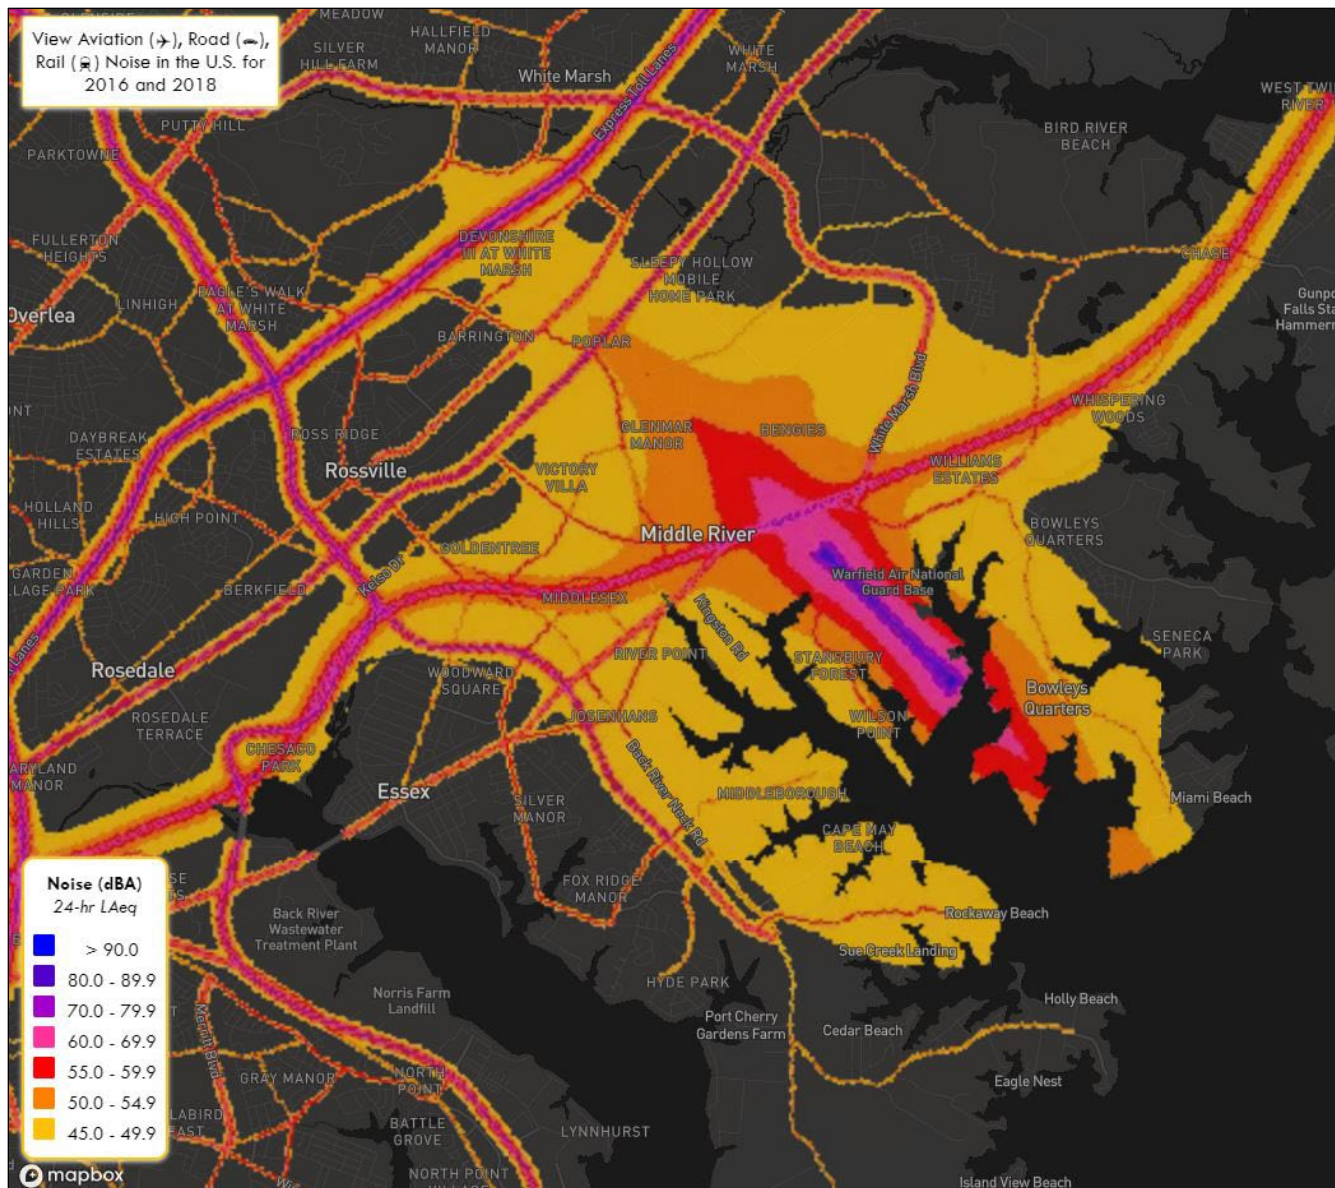 View Aviation (✈), Road (🚗),
Rail (🚆) Noise in the U.S. for
2016 and 2018
MEADOW
SILVER
HILL FARM
HALLFIELD
MANOR
White Marsh
WHITE
MARSH
Express Toll Lanes
WEST TWIN
RIVER
BIRD RIVER
BEACH
PUTTY HILL
PARKTOWNE
FULLERTON
HEIGHTS
LINHIGH
EAGLE'S WALK
AT WHITE
MARSH
DEVONSHIRE
III AT WHITE
MARSH
SLEEPY HOLLOW
MOBILE
HOME PARK
CHASE
Overlea
BARRINGTON
POPLAR
Falls
Hammer
White Marsh Blvd
WHISPERING
WOODS
DAYBREAK
ESTATES
ROSS RIDGE
Rossville
GLENMAR
MANOR
BENGIES
WILLIAMS
ESTATES
VICTORY
VILLA
HOLLAND
HILLS
HIGH POINT
GOLDENTREE
Middle River
BOWLEYS
QUARTERS
Kelso Dr
GARDEN
PARK
BERKFIELD
MIDDLESEX
Warfield Air National
Guard Base
Kingston Rd
Lanes
Rosedale
WOODWARD
SQUARE
RIVER POINT
STANSBURY
FOREST
SENECA
PARK
Bowleys
Quarters
ROSEDALE
TERRACE
JOSENHANS
WILSON
POINT
CHESACO
PARK
MANOR
Back River Neck Rd
Essex
SILVER
MANOR
MIDDLEBOROUGH
Miami Beach
CAPE MAY
BEACH
FOX RIDGE
MANOR
Noise (dBA)
24-hr LAeq
> 90.0
80.0 - 89.9
70.0 - 79.9
60.0 - 69.9
55.0 - 59.9
50.0 - 54.9
45.0 - 49.9
Back River
Wastewater
Treatment Plant
Rockaway Beach
Sue Creek Landing
HYDE PARK
Norris Farm
Landfill
Port Cherry
Gardens Farm
Cedar Beach
Holly Beach
Merritt Blvd
Eagle Nest
GRAY MANOR
NORTH
POINT
BATTLE
GROVE
LYNNHURST
NORTH POINT
Island View Beach
mapbox